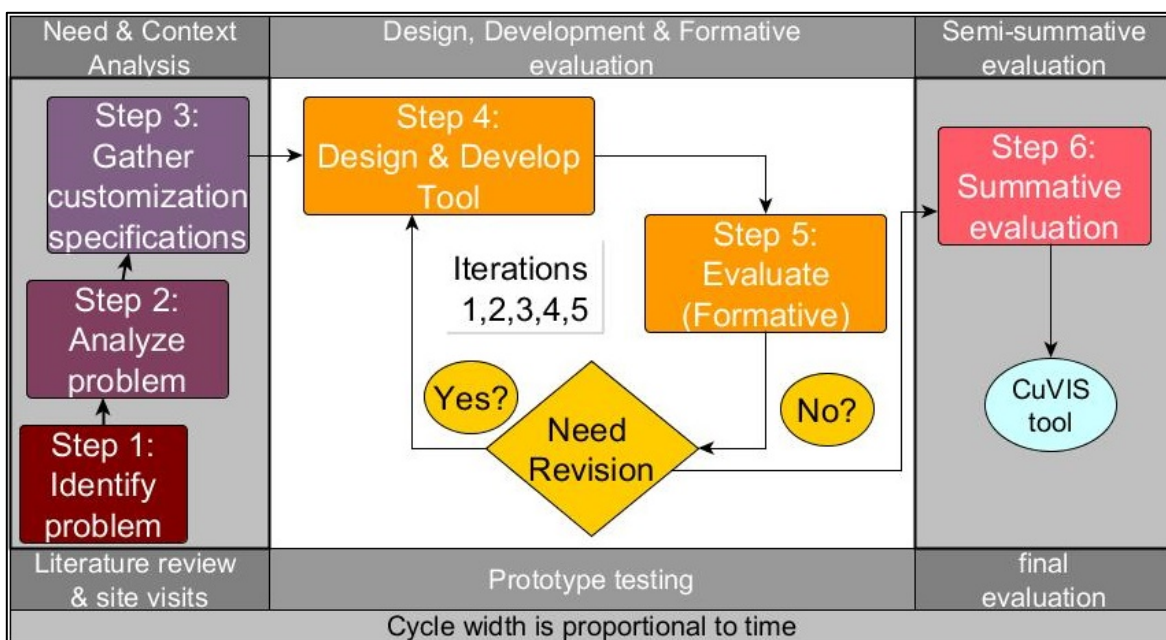 Need & Context
Analysis
Design, Development & Formative
evaluation
Semi-summative
evaluation
Step 3:
Gather
customization
specifications
Step 2:
Analyze
problem
Step 1:
Identify
problem
Step 4:
Design & Develop
Tool
Iterations
1,2,3,4,5
Step 5:
Evaluate
(Formative)
Yes?
Need
Revision
No?
Step 6:
Summative
evaluation
CuVIS
tool
Literature review
& site visits
Prototype testing
final
evaluation
Cycle width is proportional to time